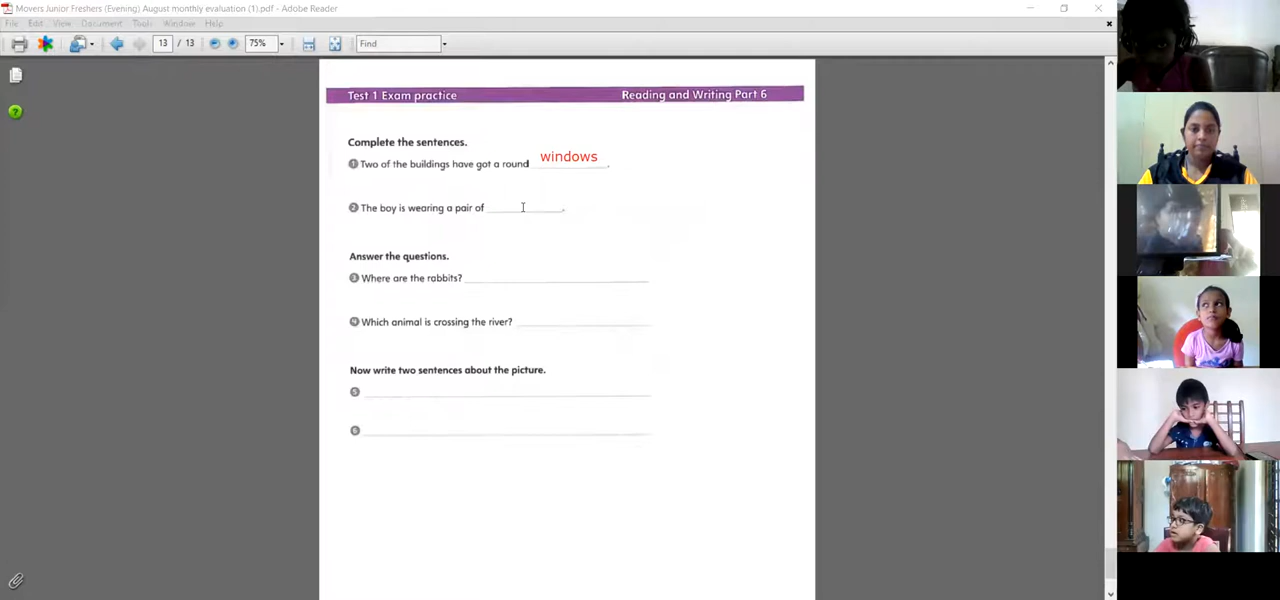 Movers Junior Freshers (Evening) August monthly evaluation (1).pdf - Adobe Reader
File Edit View Document Tools Window Help
13 / 13 75% Find
Test 1 Exam practice Reading and Writing Part 6
Complete the sentences.
1 Two of the buildings have got a round windows .
2 The boy is wearing a pair of .
Answer the questions.
3 Where are the rabbits?
4 Which animal is crossing the river?
Now write two sentences about the picture.
5
6